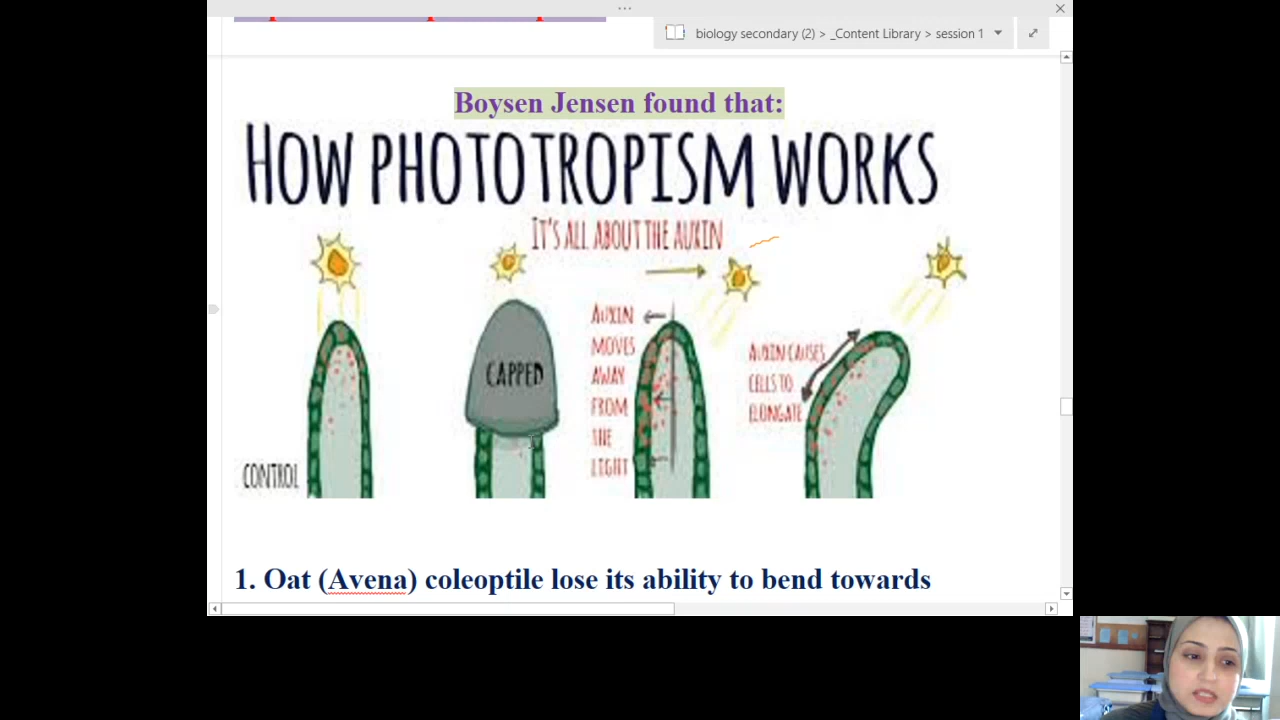 biology secondary (2) > _Content Library > session 1
Boysen Jensen found that:
HOW PHOTOTROPISM WORKS
IT'S ALL ABOUT THE AUXIN
CONTROL
CAPPED
AUXIN
MOVES
AWAY
FROM
THE
LIGHT
AUXIN CAUSES
CELLS TO
ELONGATE
1. Oat (Avena) coleoptile lose its ability to bend towards